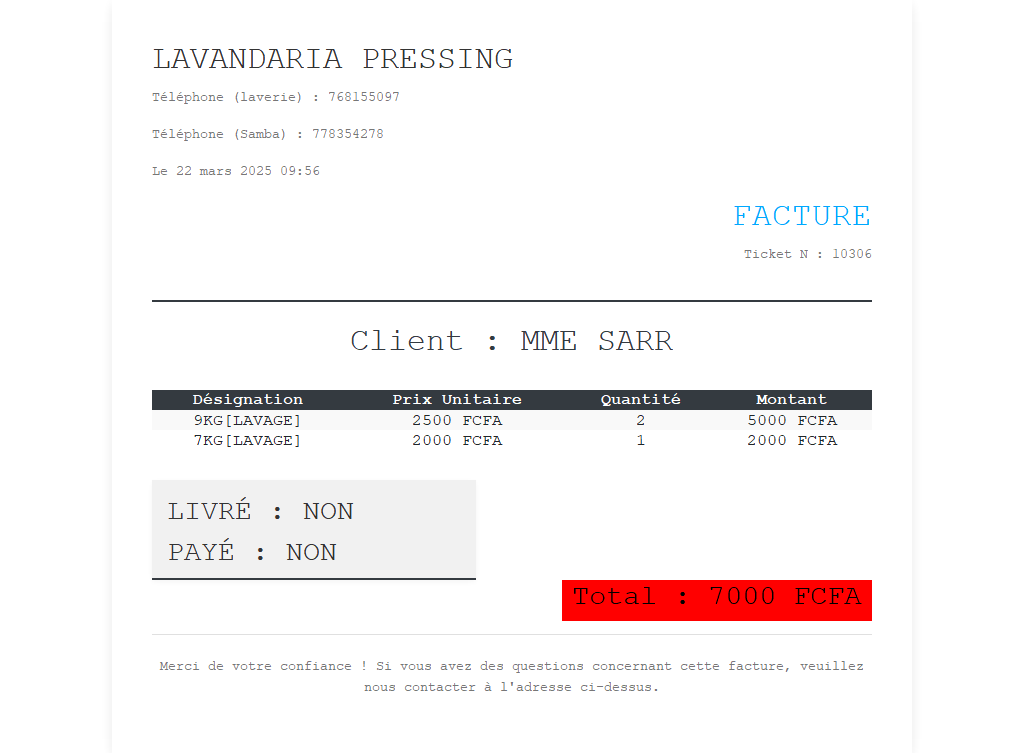 LAVANDARIA PRESSING
Téléphone (laverie) : 768155097
Téléphone (Samba) : 778354278
Le 22 mars 2025 09:56
FACTURE
Ticket N : 10306
Client : MME SARR
Désignation Prix Unitaire Quantité Montant
9KG[LAVAGE] 2500 FCFA 2 5000 FCFA
7KG[LAVAGE] 2000 FCFA 1 2000 FCFA
LIVRÉ : NON
PAYÉ : NON
Total : 7000 FCFA
Merci de votre confiance ! Si vous avez des questions concernant cette facture, veuillez
nous contacter à l'adresse ci-dessus.